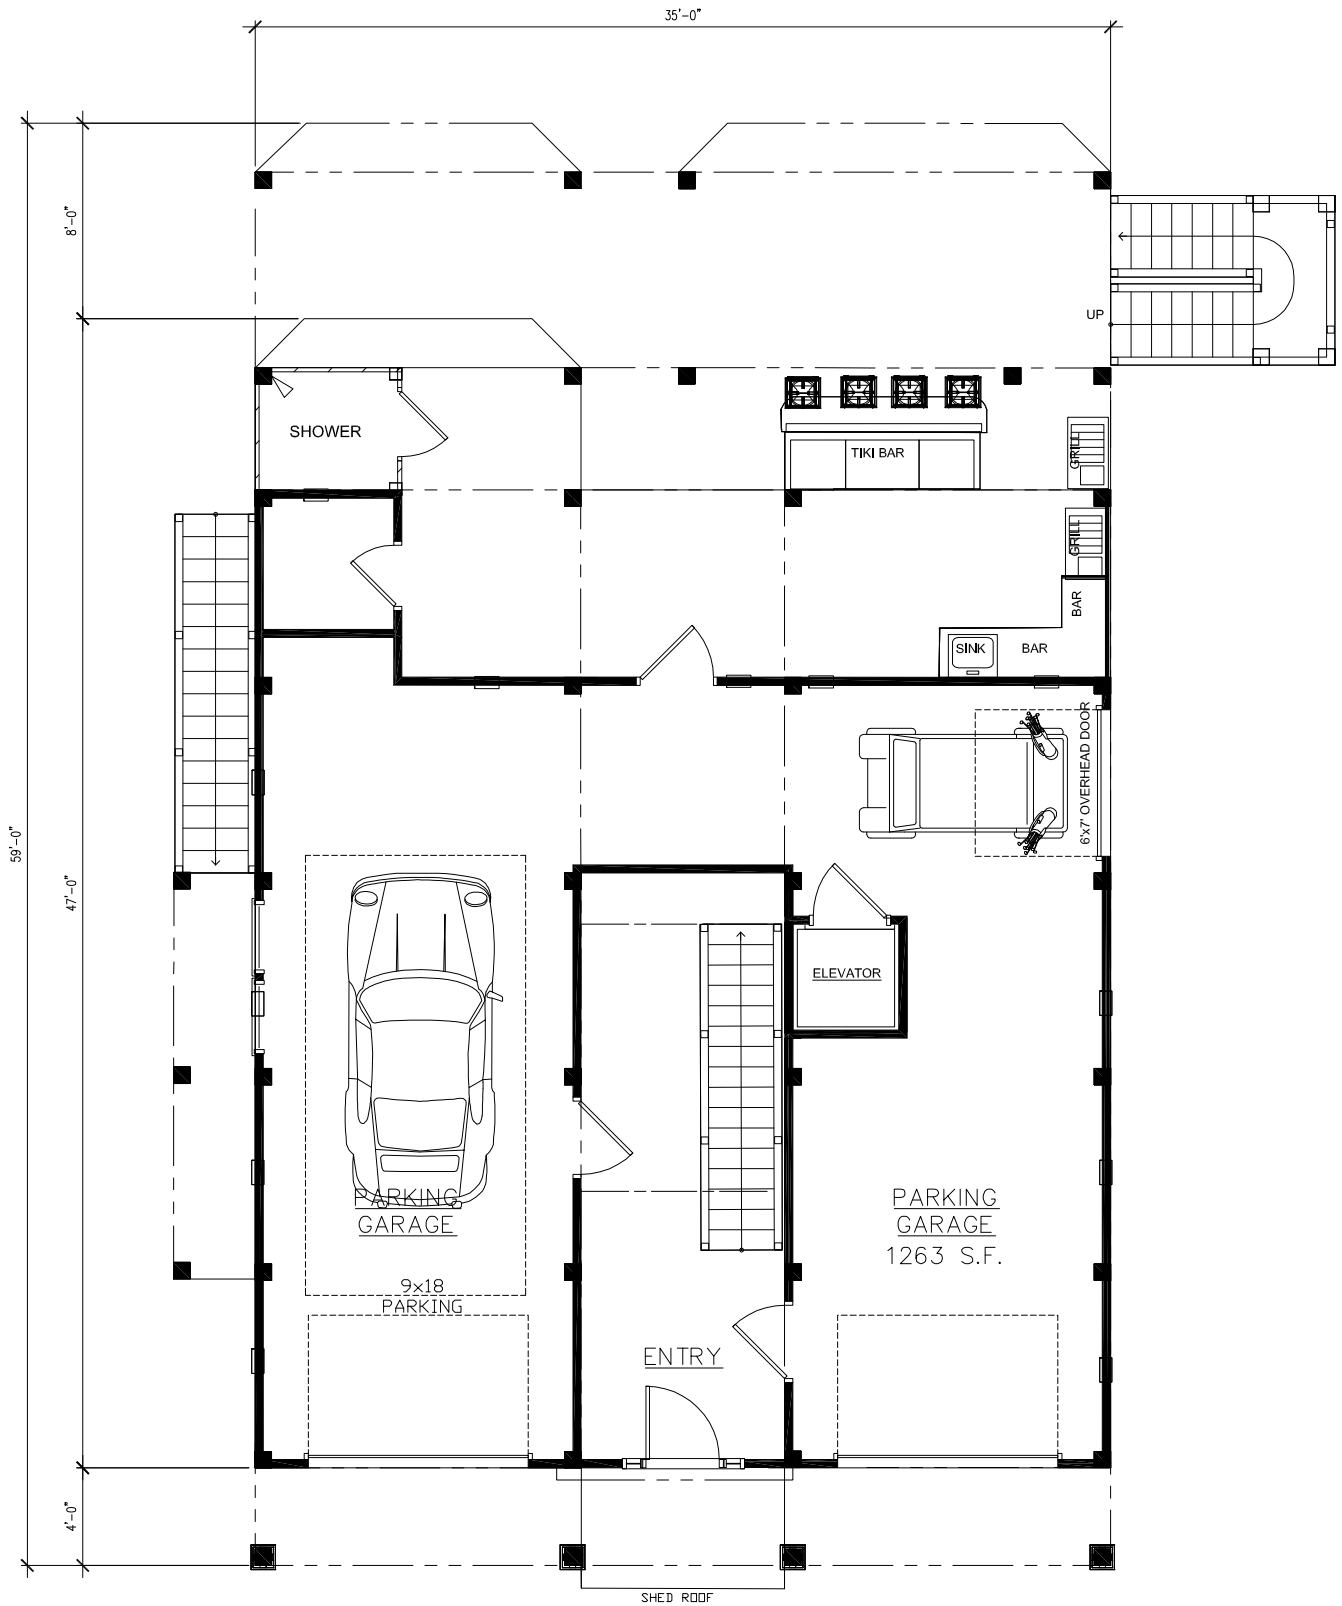 35'-0"
8'-0"
UP
SHOWER
TIKI BAR
GRILL
GRILL
BAR
SINK
BAR
6'x7' OVERHEAD DOOR
59'-0"
47'-0"
ELEVATOR
PARKING
GARAGE
PARKING
GARAGE
1263 S.F.
9x18
PARKING
ENTRY
4'-0"
SHED ROOF